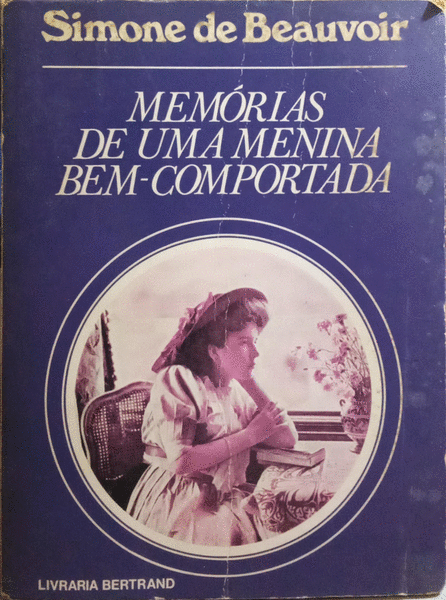 Simone de Beauvoir
MEMÓRIAS
DE UMA MENINA
BEM-COMPORTADA
LIVRARIA BERTRAND